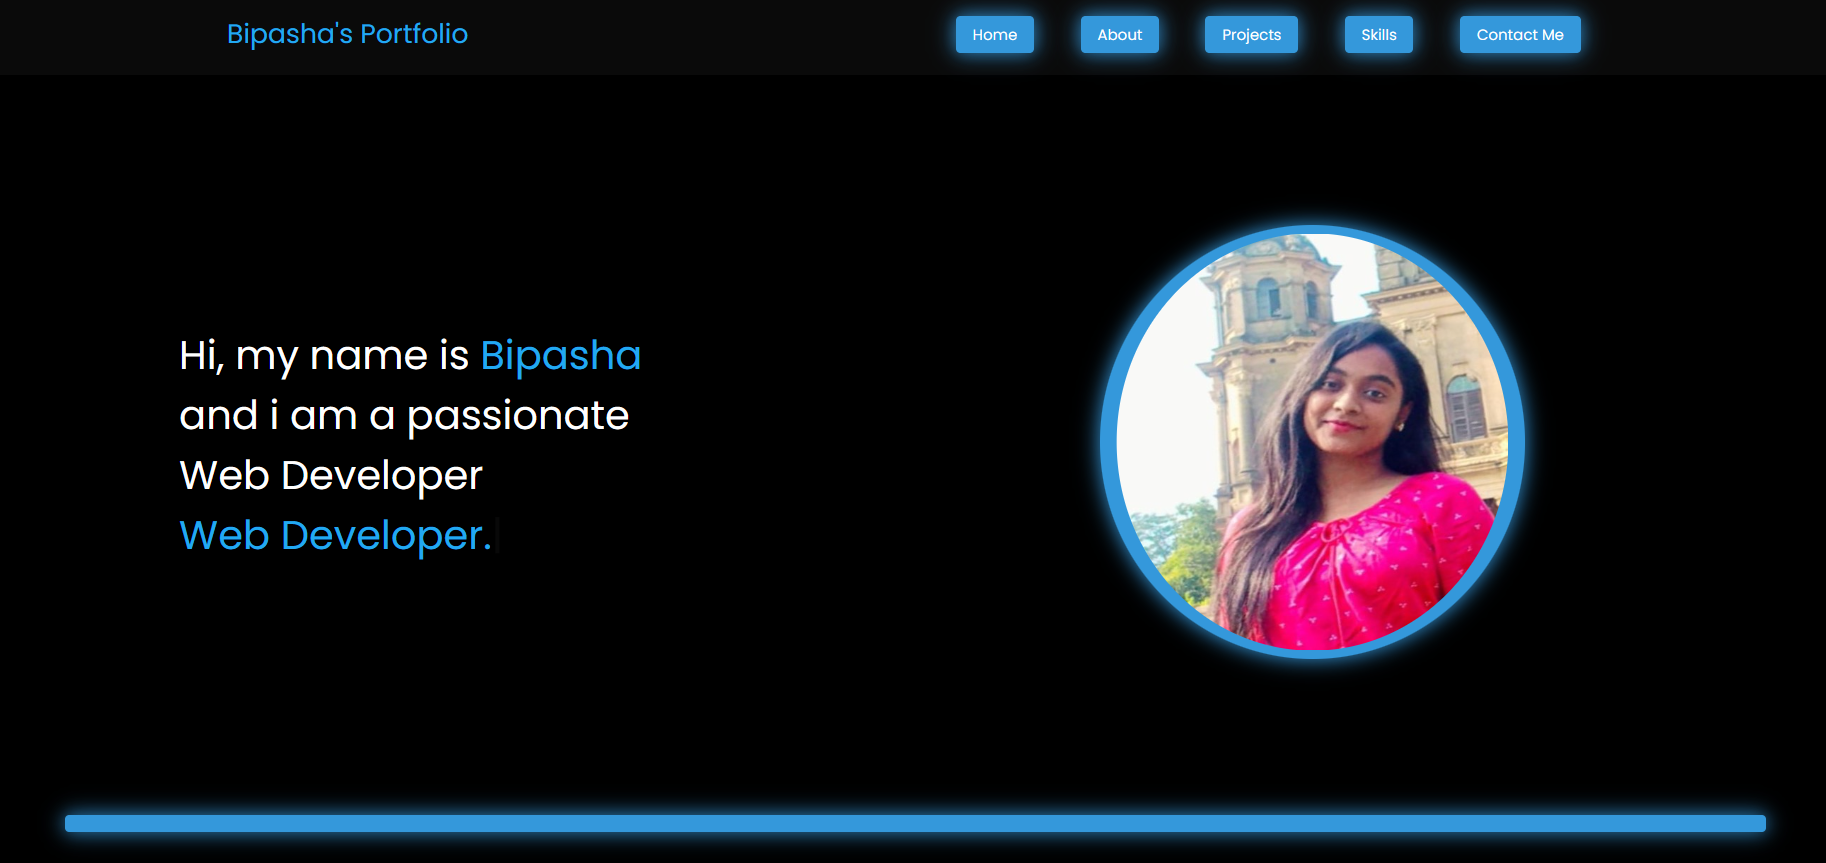 Bipasha's Portfolio
Home About Projects Skills Contact Me
Hi, my name is Bipasha
and i am a passionate
Web Developer
Web Developer.